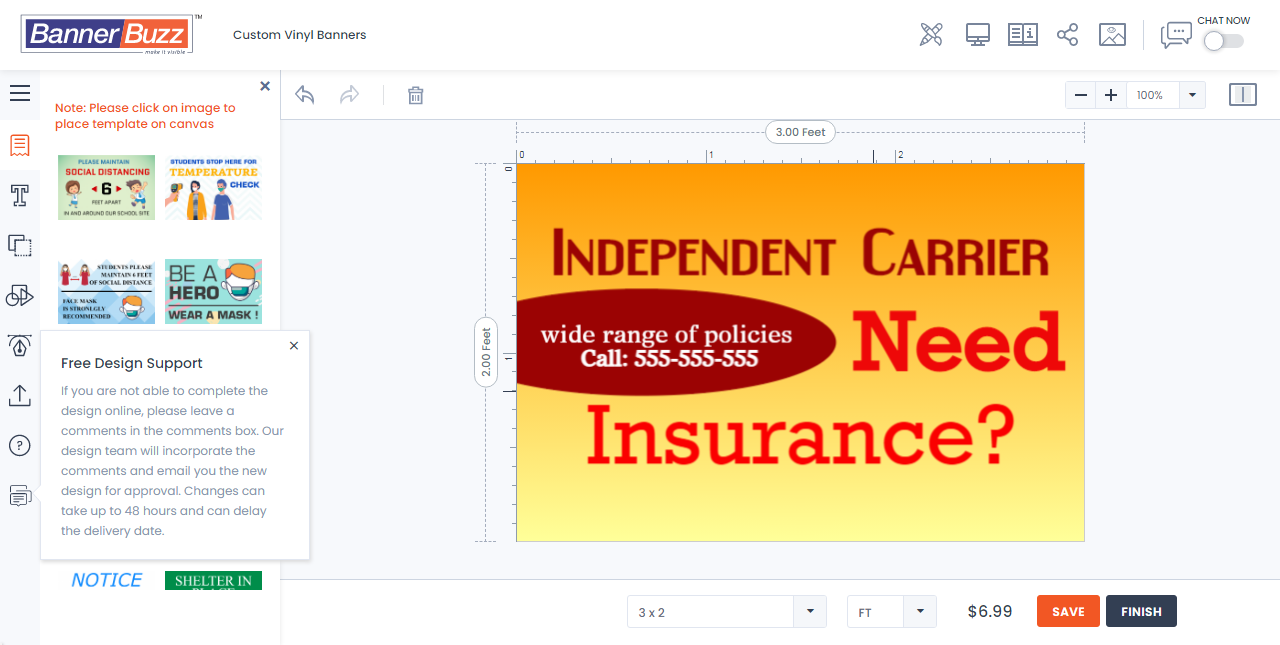 BannerBuzz™
make it visible
Custom Vinyl Banners
CHAT NOW
Note: Please click on image to
place template on canvas
100%
PLEASE MAINTAIN
SOCIAL DISTANCING
6
FEET APART
IN AND AROUND OUR SCHOOL SITE
STUDENTS STOP HERE FOR
TEMPERATURE
CHECK
STUDENTS PLEASE
MAINTAIN 6 FEET
OF SOCIAL DISTANCE
FACE MASK
IS STRONLGLY
RECOMMENDED
BE A
HERO
WEAR A MASK !
Free Design Support
If you are not able to complete the
design online, please leave a
comments in the comments box. Our
design team will incorporate the
comments and email you the new
design for approval. Changes can
take up to 48 hours and can delay
the delivery date.
NOTICE
SHELTER IN
PLACE
3.00 Feet
0
1
2
0
1
2.00 Feet
INDEPENDENT CARRIER
wide range of policies
Call: 555-555-555
Need
Insurance?
3 x 2
FT
$6.99
SAVE
FINISH